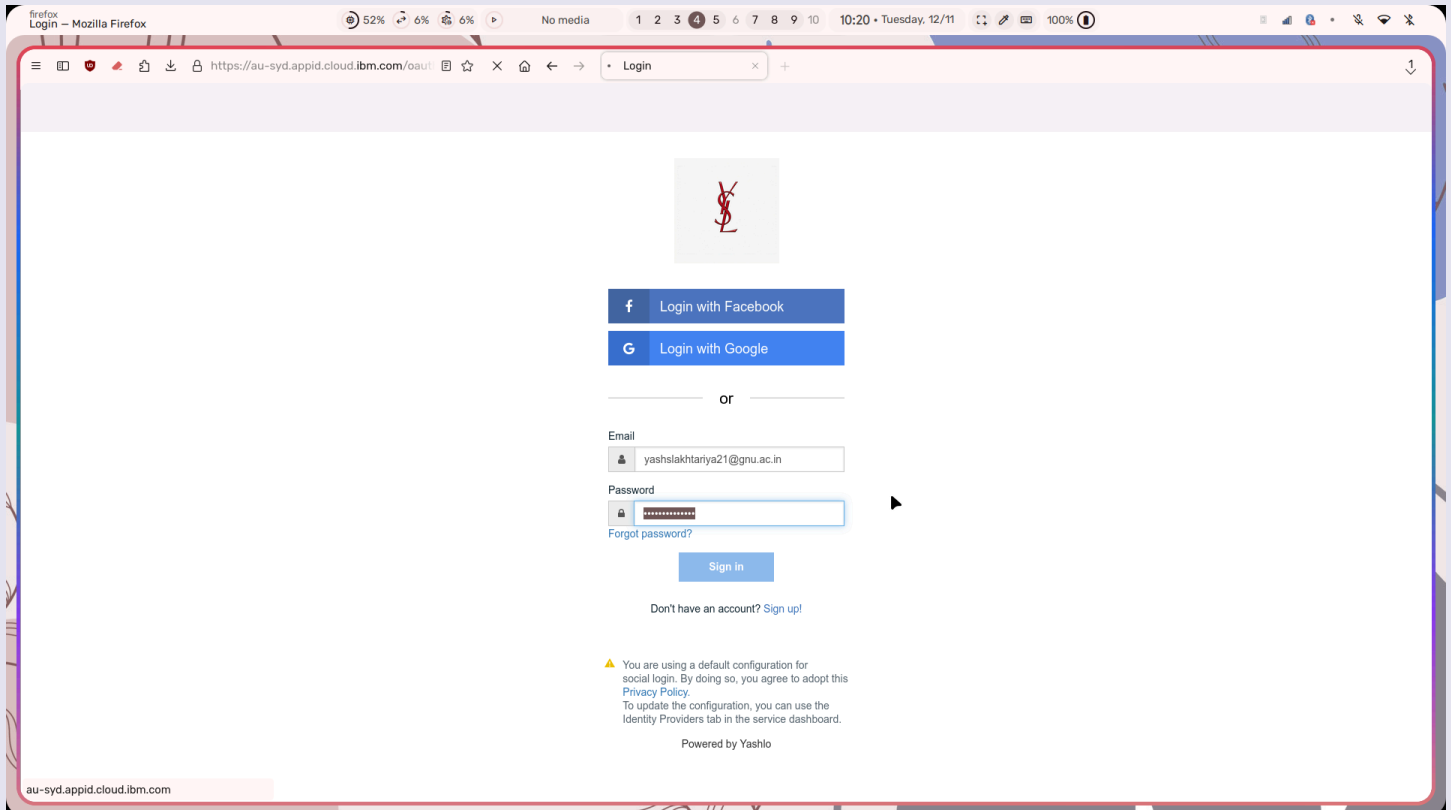 firefox
Login — Mozilla Firefox
52% 6% 6% No media 1 2 3 4 5 6 7 8 9 10 10:20 • Tuesday, 12/11 100%
https://au-syd.appid.cloud.ibm.com/oaut Login 1
YSL
Login with Facebook
G Login with Google
or
Email
yashslakhtariya21@gnu.ac.in
Password
••••••••••••••
Forgot password?
Sign in
Don't have an account? Sign up!
You are using a default configuration for
social login. By doing so, you agree to adopt this
Privacy Policy.
To update the configuration, you can use the
Identity Providers tab in the service dashboard.
Powered by Yashlo
au-syd.appid.cloud.ibm.com